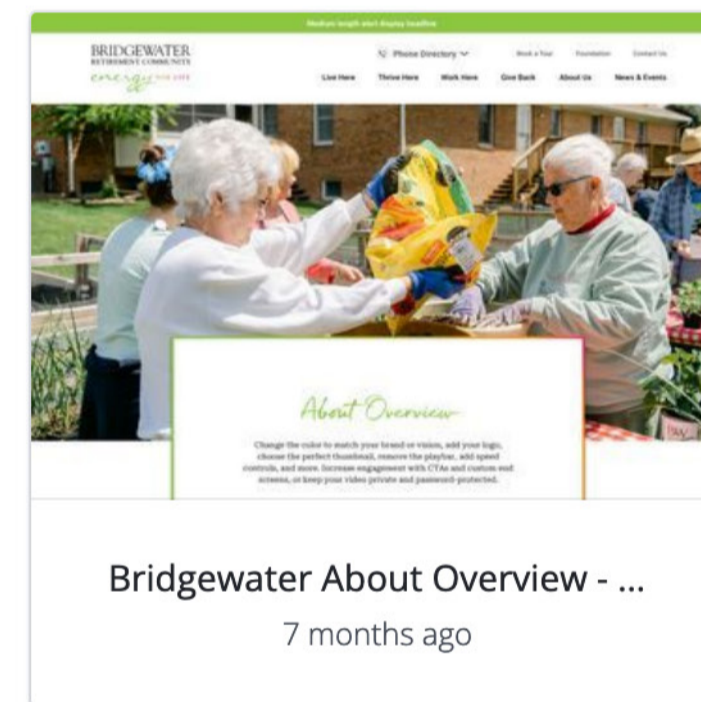 Medium length alert display headline
BRIDGEWATER
RETIREMENT COMMUNITY
energy FOR LIFE
Phone Directory
Book a Tour Foundation Contact Us
Live Here Thrive Here Work Here Give Back About Us News & Events
About Overview
Change the color to match your brand or vision, add your logo,
choose the perfect thumbnail, remove the playbar, add speed
controls, and more. Increase engagement with CTAs and custom end
screens, or keep your video private and password-protected.
Bridgewater About Overview - ...
7 months ago